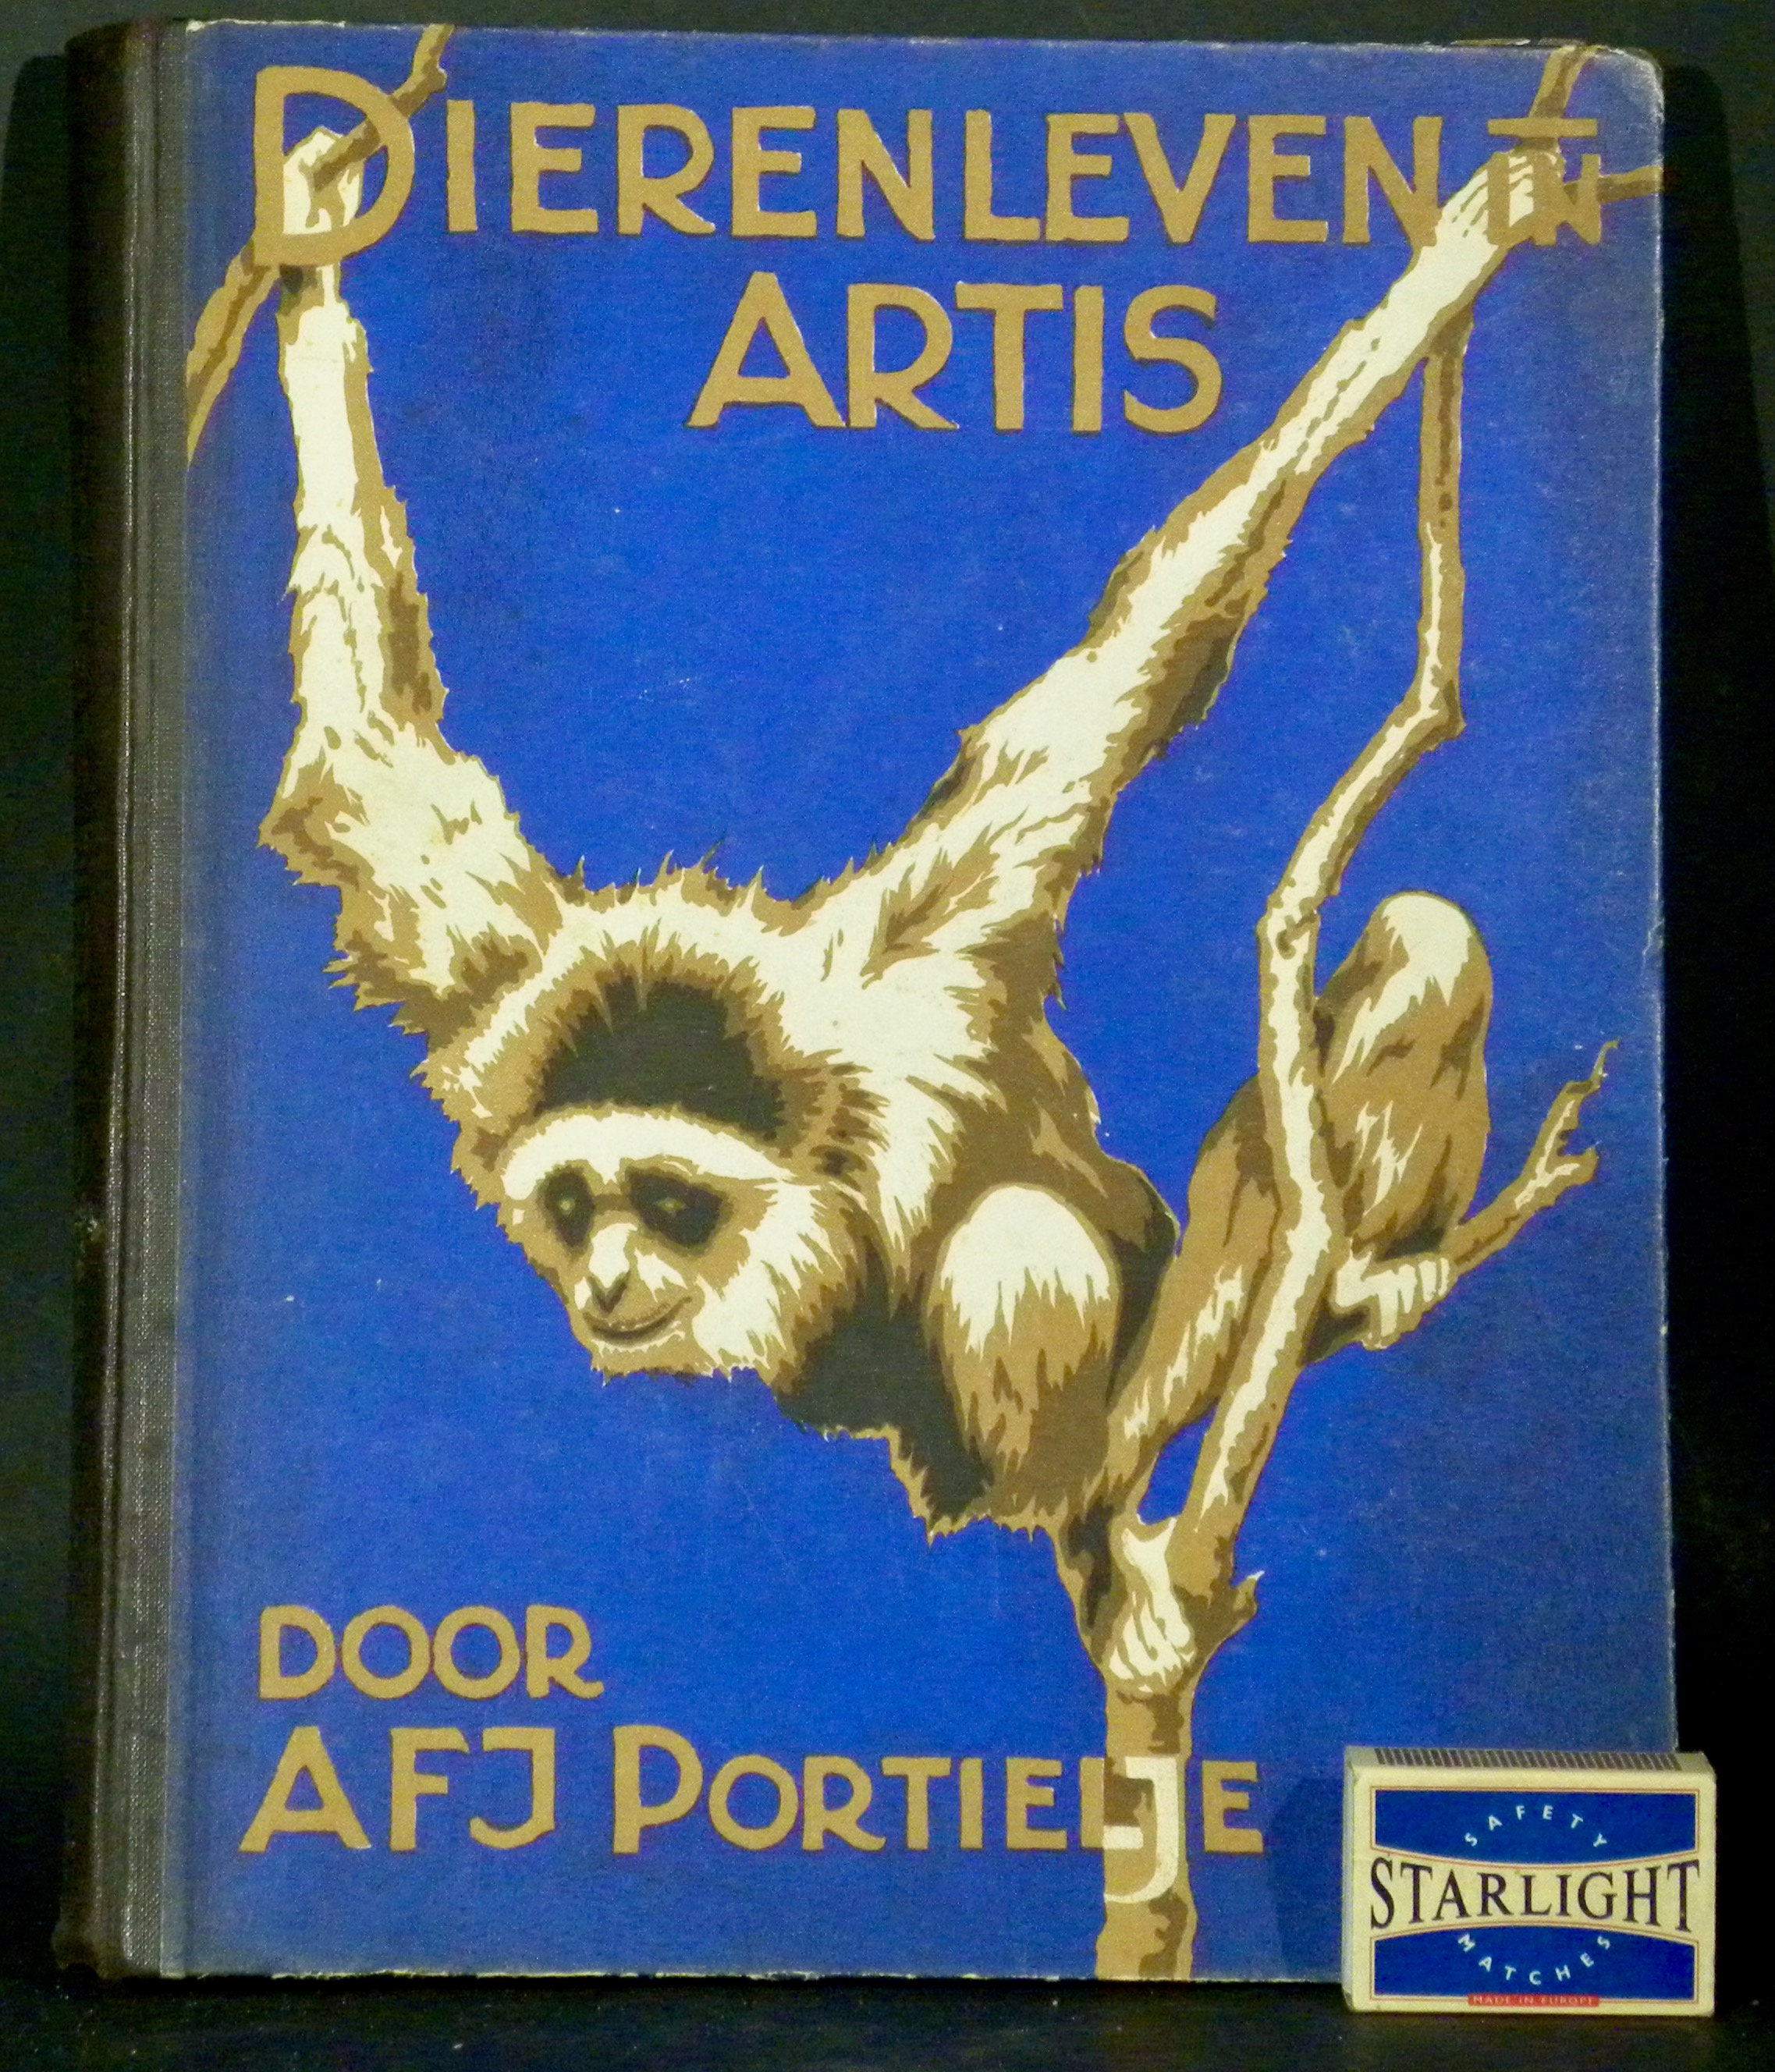 DIERENLEVEN IN
ARTIS
DOOR
AFJ PORTIELJE
SAFETY
STARLIGHT
MATCHES
MADE IN EUROPE